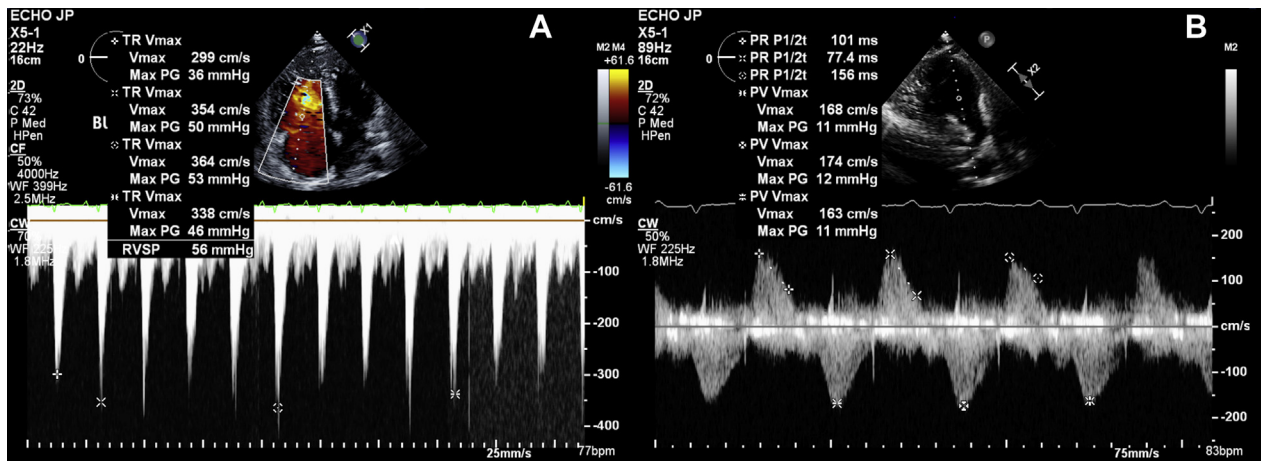 ECHO JP
X5-1
22Hz
16cm
0
2D
73%
C 42
P Med
HPen
CF
50%
4000Hz
WF 399Hz
2.5MHz
CW
WF 225
1.8MHz
TR Vmax
Vmax 299 cm/s
Max PG 36 mmHg
TR Vmax
Vmax 354 cm/s
Max PG 50 mmHg
TR Vmax
Vmax 364 cm/s
Max PG 53 mmHg
TR Vmax
Vmax 338 cm/s
Max PG 46 mmHg
RVSP 56 mmHg
Bl
X1
A
M2 M4
+61.6
-61.6
cm/s
cm/s
-100
-200
-300
-400
25mm/s
77bpm
ECHO JP
X5-1
89Hz
16cm
0
2D
72%
C 42
P Med
HPen
CW
50%
WF 225Hz
1.8MHz
PR P1/2t 101 ms
PR P1/2t 77.4 ms
PR P1/2t 156 ms
PV Vmax
Vmax 168 cm/s
Max PG 11 mmHg
PV Vmax
Vmax 174 cm/s
Max PG 12 mmHg
PV Vmax
Vmax 163 cm/s
Max PG 11 mmHg
P
X2
B
M2
200
100
cm/s
-100
-200
75mm/s
83bpm